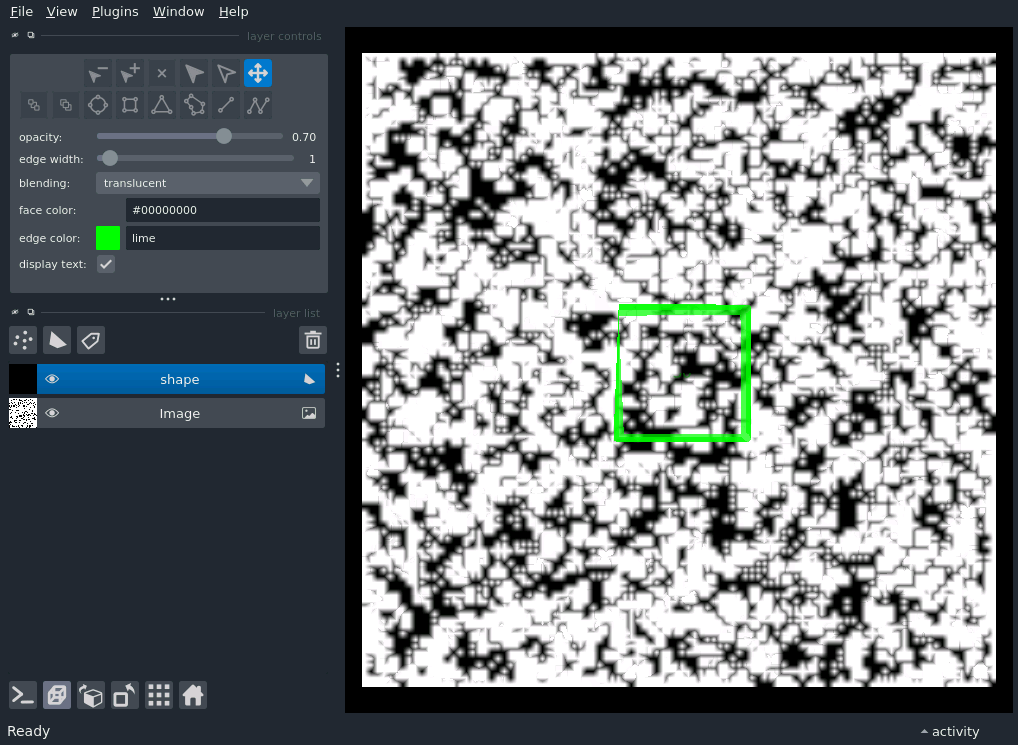 File View Plugins Window Help
layer controls
opacity: 0.70
edge width: 1
blending: translucent
face color: #00000000
edge color: lime
display text:
layer list
shape
Image
Ready
activity